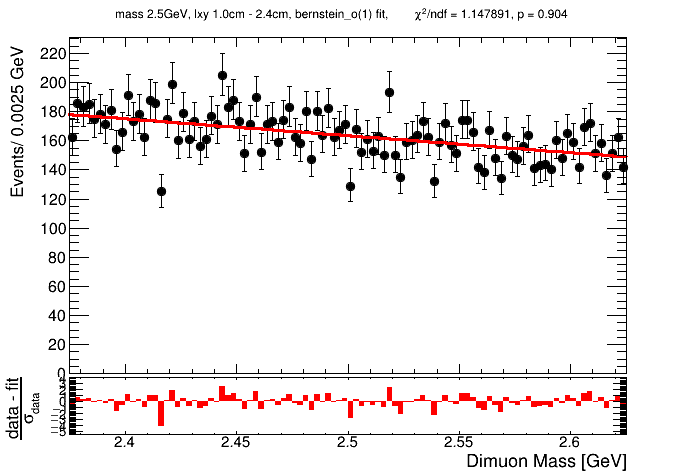 mass 2.5GeV, lxy 1.0cm - 2.4cm, bernstein_o(1) fit, χ²/ndf = 1.147891, p = 0.904
Events/ 0.0025 GeV
220
200
180
160
140
120
100
80
60
40
20
0
data - fit
σdata
2.4 2.45 2.5 2.55 2.6
Dimuon Mass [GeV]